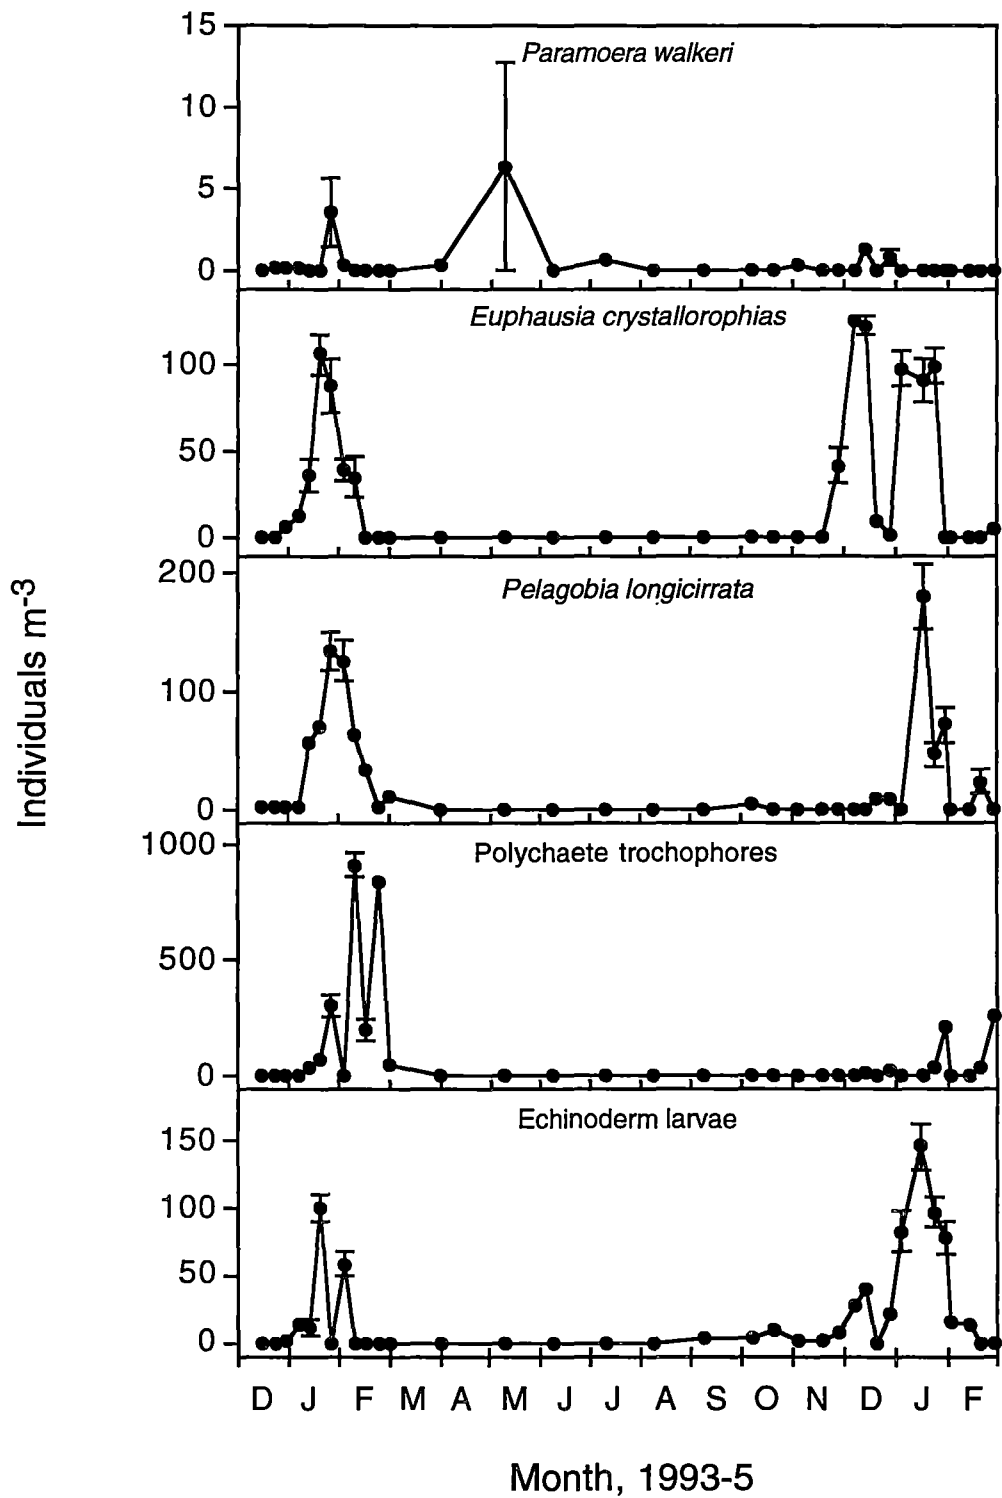 Individuals m-3
15
Paramoera walkeri
10
5
0
Euphausia crystallorophias
100
50
0
200
Pelagobia longicirrata
100
0
1000
Polychaete trochophores
500
0
Echinoderm larvae
150
100
50
0
D J F M A M J J A S O N D J F
Month, 1993-5